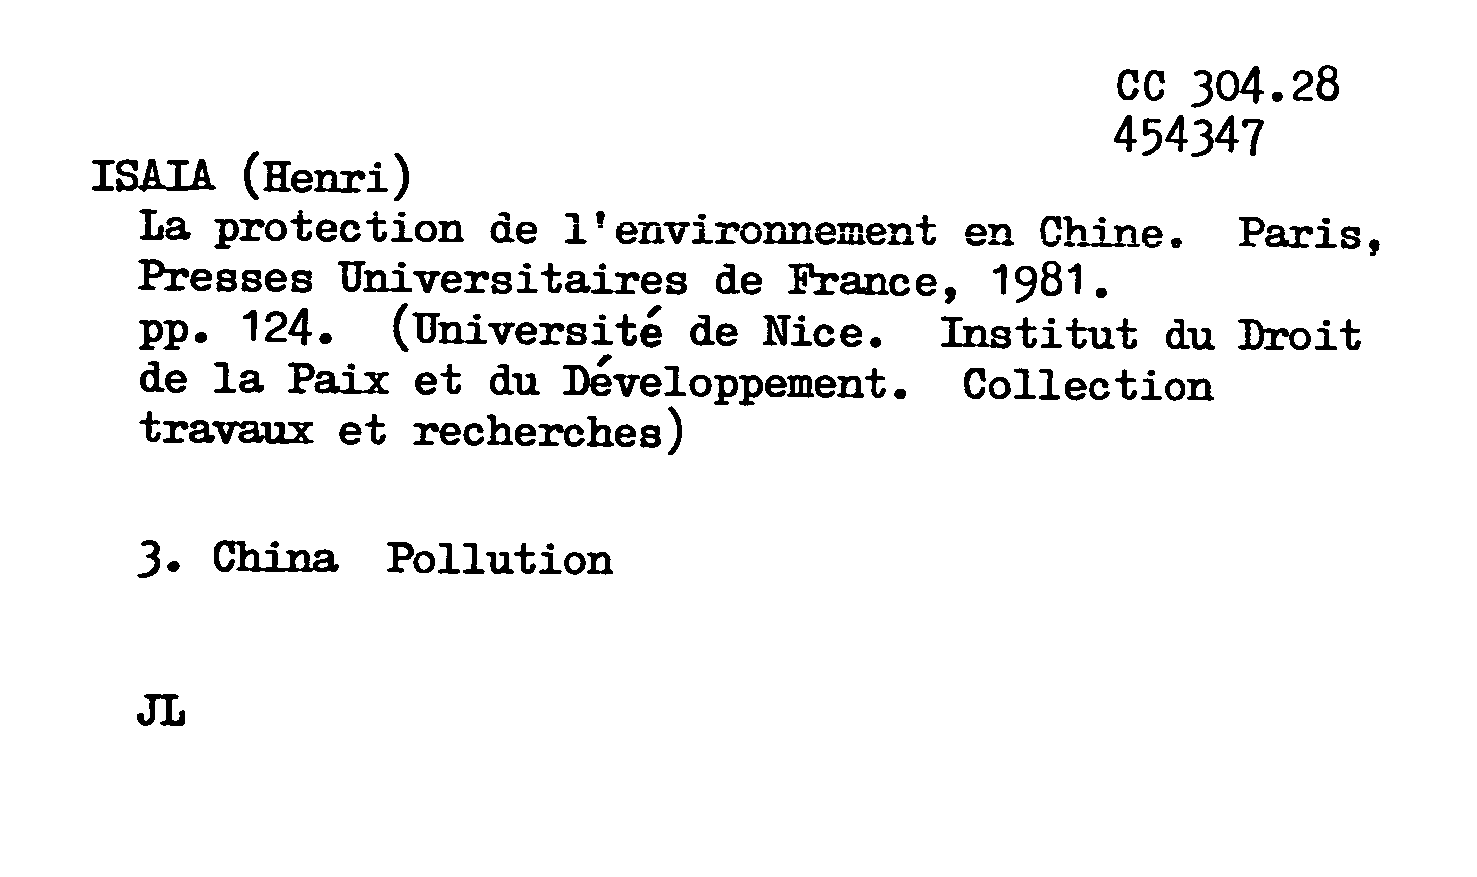 CC 304.28
454347
ISAIA (Henri)
La protection de l'environnement en Chine. Paris,
Presses Universitaires de France, 1981.
pp. 124. (Université de Nice. Institut du Droit
de la Paix et du Développement. Collection
travaux et recherches)
3. China Pollution
JL